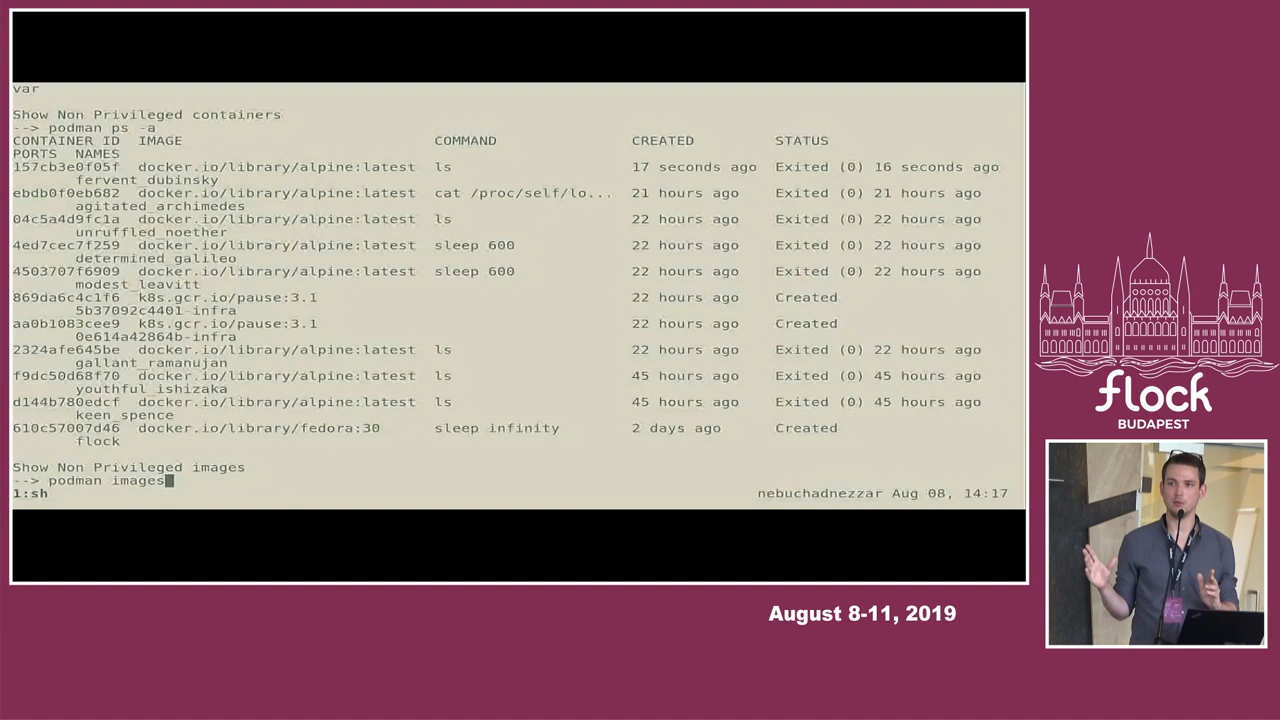 var
Show Non Privileged containers
--> podman ps -a
CONTAINER ID  IMAGE  COMMAND  CREATED  STATUS
PORTS  NAMES
157cb3e0f05f  docker.io/library/alpine:latest  ls  17 seconds ago  Exited (0) 16 seconds ago
fervent_dubinsky
ebdb0f0eb682  docker.io/library/alpine:latest  cat /proc/self/lo...  21 hours ago  Exited (0) 21 hours ago
agitated_archimedes
04c5a4d9fc1a  docker.io/library/alpine:latest  ls  22 hours ago  Exited (0) 22 hours ago
unruffled_noether
4ed7cec7f259  docker.io/library/alpine:latest  sleep 600  22 hours ago  Exited (0) 22 hours ago
determined_galileo
4503707f6909  docker.io/library/alpine:latest  sleep 600  22 hours ago  Exited (0) 22 hours ago
modest_leavitt
869da6c4c1f6  k8s.gcr.io/pause:3.1  22 hours ago  Created
5b37092c4401-infra
aa0b1083cee9  k8s.gcr.io/pause:3.1  22 hours ago  Created
0e614a42864b-infra
2324afe645be  docker.io/library/alpine:latest  ls  22 hours ago  Exited (0) 22 hours ago
gallant_ramanujan
f9dc50d68f70  docker.io/library/alpine:latest  ls  45 hours ago  Exited (0) 45 hours ago
youthful_ishizaka
d144b780edcf  docker.io/library/alpine:latest  ls  45 hours ago  Exited (0) 45 hours ago
keen_spence
610c57007d46  docker.io/library/fedora:30  sleep infinity  2 days ago  Created
flock
Show Non Privileged images
--> podman images
1:sh  nebuchadnezzar Aug 08, 14:17
flock
BUDAPEST
August 8-11, 2019